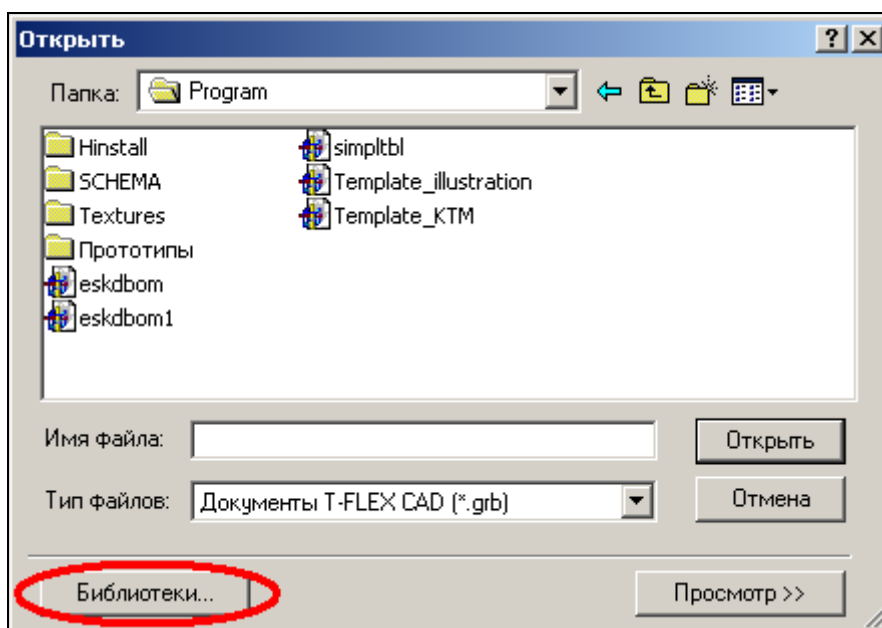 Открыть
Папка: Program
Hinstall
SCHEMA
Textures
Прототипы
eskdbom
eskdbom1
simpltbl
Template_illustration
Template_KTM
Имя файла:
Открыть
Тип файлов: Документы T-FLEX CAD (*.grb)
Отмена
Библиотеки...
Просмотр >>